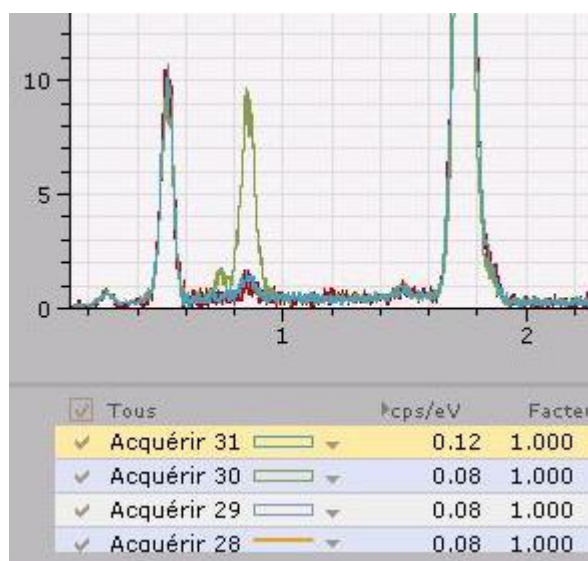 10
5
0
1 2
Tous cps/eV
Acquérir 31 0.12 1.000
Acquérir 30 0.08 1.000
Acquérir 29 0.08 1.000
Acquérir 28 0.08 1.000